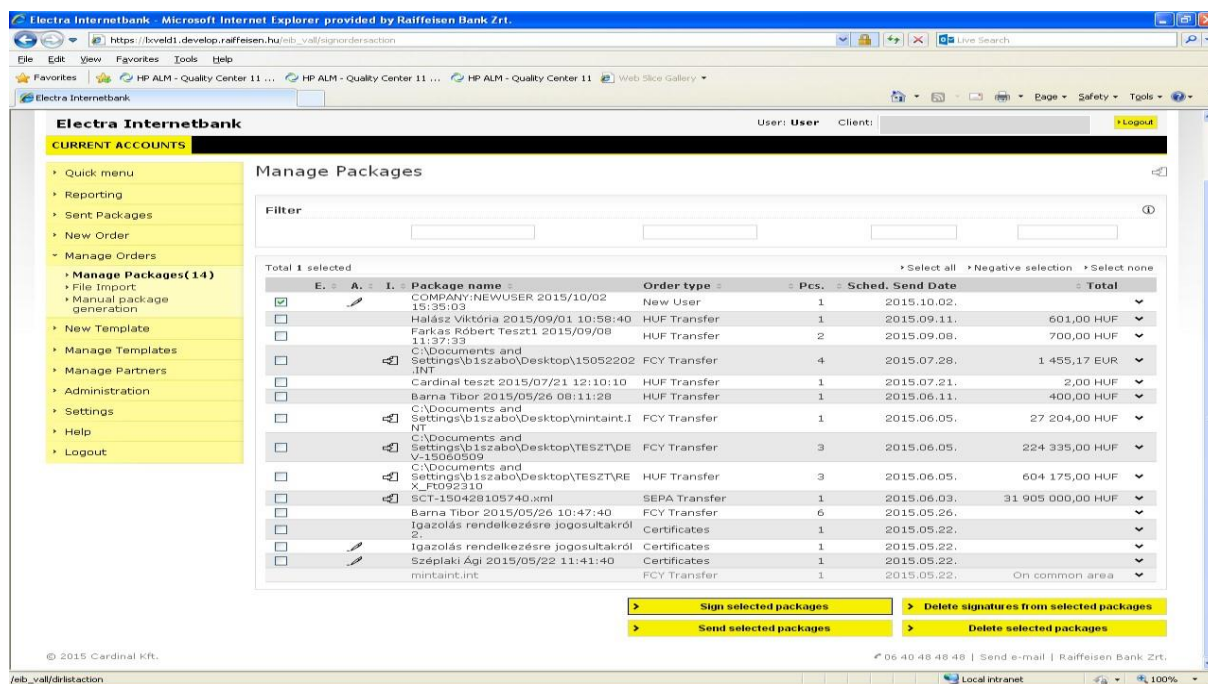 Electra Internetbank - Microsoft Internet Explorer provided by Raiffeisen Bank Zrt.
https://lxveld1.develop.raiffeisen.hu/eib_vall/signordersaction
Live Search
File Edit View Favorites Tools Help
Favorites HP ALM - Quality Center 11 ... HP ALM - Quality Center 11 ... HP ALM - Quality Center 11 Web Slice Gallery
Electra Internetbank
Page Safety Tools
Electra Internetbank User: User Client: Logout
CURRENT ACCOUNTS
Quick menu
Reporting
Sent Packages
New Order
Manage Orders
Manage Packages(14)
File Import
Manual package
generation
New Template
Manage Templates
Manage Partners
Administration
Settings
Help
Logout
Manage Packages
Filter
Total 1 selected Select all Negative selection Select none
E. A. I. Package name Order type Pcs. Sched. Send Date Total
COMPANY:NEWUSER 2015/10/02
15:35:03 New User 1 2015.10.02.
Halász Viktória 2015/09/01 10:58:40 HUF Transfer 1 2015.09.11. 601,00 HUF
Farkas Róbert Teszt1 2015/09/08
11:37:33 HUF Transfer 2 2015.09.08. 700,00 HUF
C:\Documents and
Settings\b1szabo\Desktop\15052202 FCY Transfer 4 2015.07.28. 1 455,17 EUR
.INT
Cardinal teszt 2015/07/21 12:10:10 HUF Transfer 1 2015.07.21. 2,00 HUF
Barna Tibor 2015/05/26 08:11:28 HUF Transfer 1 2015.06.11. 400,00 HUF
C:\Documents and
Settings\b1szabo\Desktop\mintaint.I FCY Transfer 1 2015.06.05. 27 204,00 HUF
NT
C:\Documents and
Settings\b1szabo\Desktop\TESZT\DE FCY Transfer 3 2015.06.05. 224 335,00 HUF
V-15060509
C:\Documents and
Settings\b1szabo\Desktop\TESZT\RE HUF Transfer 3 2015.06.05. 604 175,00 HUF
X_Ft092310
SCT-150428105740.xml SEPA Transfer 1 2015.06.03. 31 905 000,00 HUF
Barna Tibor 2015/05/26 10:47:40 FCY Transfer 6 2015.05.26.
Igazolás rendelkezésre jogosultakról
2. Certificates 1 2015.05.22.
Igazolás rendelkezésre jogosultakról Certificates 1 2015.05.22.
Széplaki Ági 2015/05/22 11:41:40 Certificates 1 2015.05.22.
mintaint.int FCY Transfer 1 2015.05.22. On common area
Sign selected packages Delete signatures from selected packages
Send selected packages Delete selected packages
© 2015 Cardinal Kft. 06 40 48 48 48 | Send e-mail | Raiffeisen Bank Zrt.
/eib_vall/dirlistaction Local intranet 100%